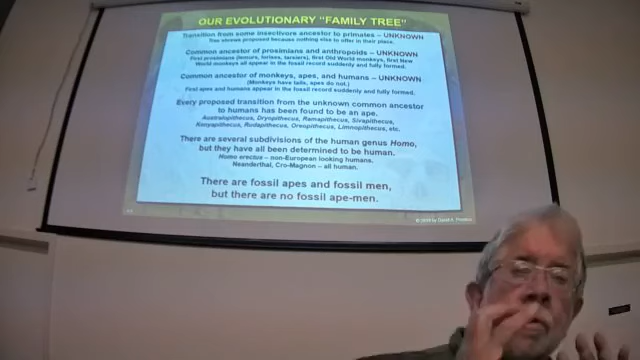 OUR EVOLUTIONARY "FAMILY TREE"
Transition from some insectivore ancestor to primates – UNKNOWN
Tree shrews proposed because nothing else to offer in their place.
Common ancestor of prosimians and anthropoids – UNKNOWN
First prosimians (lemurs, lorises, tarsiers), first Old World monkeys, first New
World monkeys all appear in the fossil record suddenly and fully formed.
Common ancestor of monkeys, apes, and humans – UNKNOWN
(Monkeys have tails, apes do not.)
First apes and humans appear in the fossil record suddenly and fully formed.
Every proposed transition from the unknown common ancestor
to humans has been found to be an ape.
Australopithecus, Dryopithecus, Ramapithecus, Sivapithecus,
Kenyapithecus, Rudapithecus, Oreopithecus, Limnopithecus, etc.
There are several subdivisions of the human genus Homo,
but they have all been determined to be human.
Homo erectus – non-European looking humans.
Neanderthal, Cro-Magnon – all human.
There are fossil apes and fossil men,
but there are no fossil ape-men.
by David A.